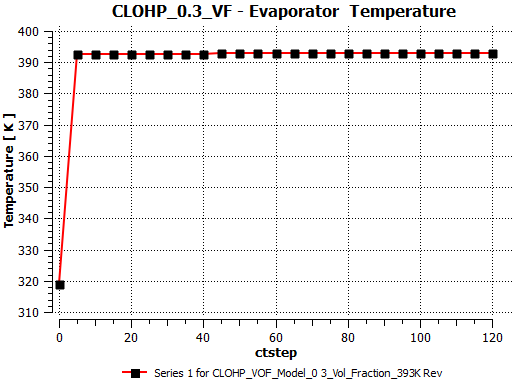 CLOHP_0.3_VF - Evaporator Temperature
400
390
380
370
360
350
340
330
320
310
Temperature [ K ]
0 20 40 60 80 100 120
ctstep
Series 1 for CLOHP_VOF_Model_0 3_Vol_Fraction_393K Rev